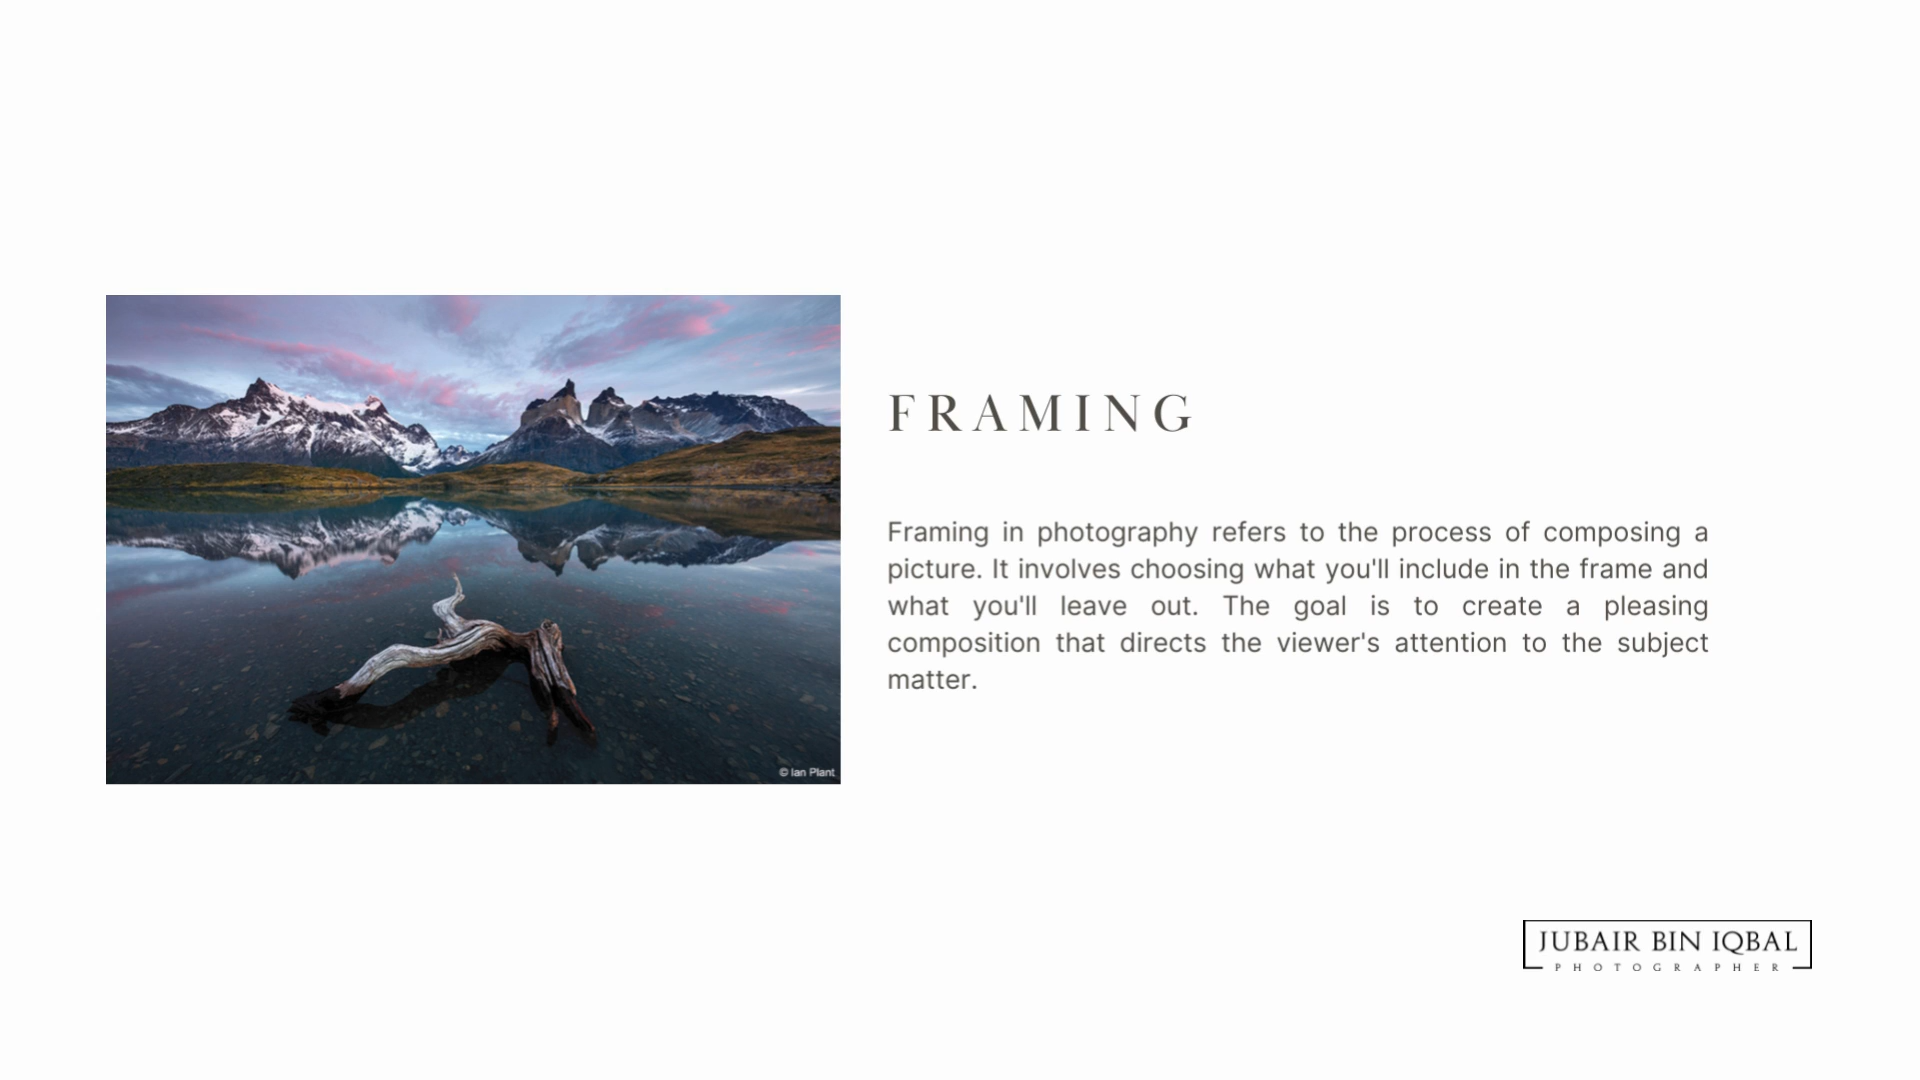 FRAMING
Framing in photography refers to the process of composing a
picture. It involves choosing what you'll include in the frame and
what you'll leave out. The goal is to create a pleasing
composition that directs the viewer's attention to the subject
matter.
© Ian Plant
JUBAIR BIN IQBAL
PHOTOGRAPHER